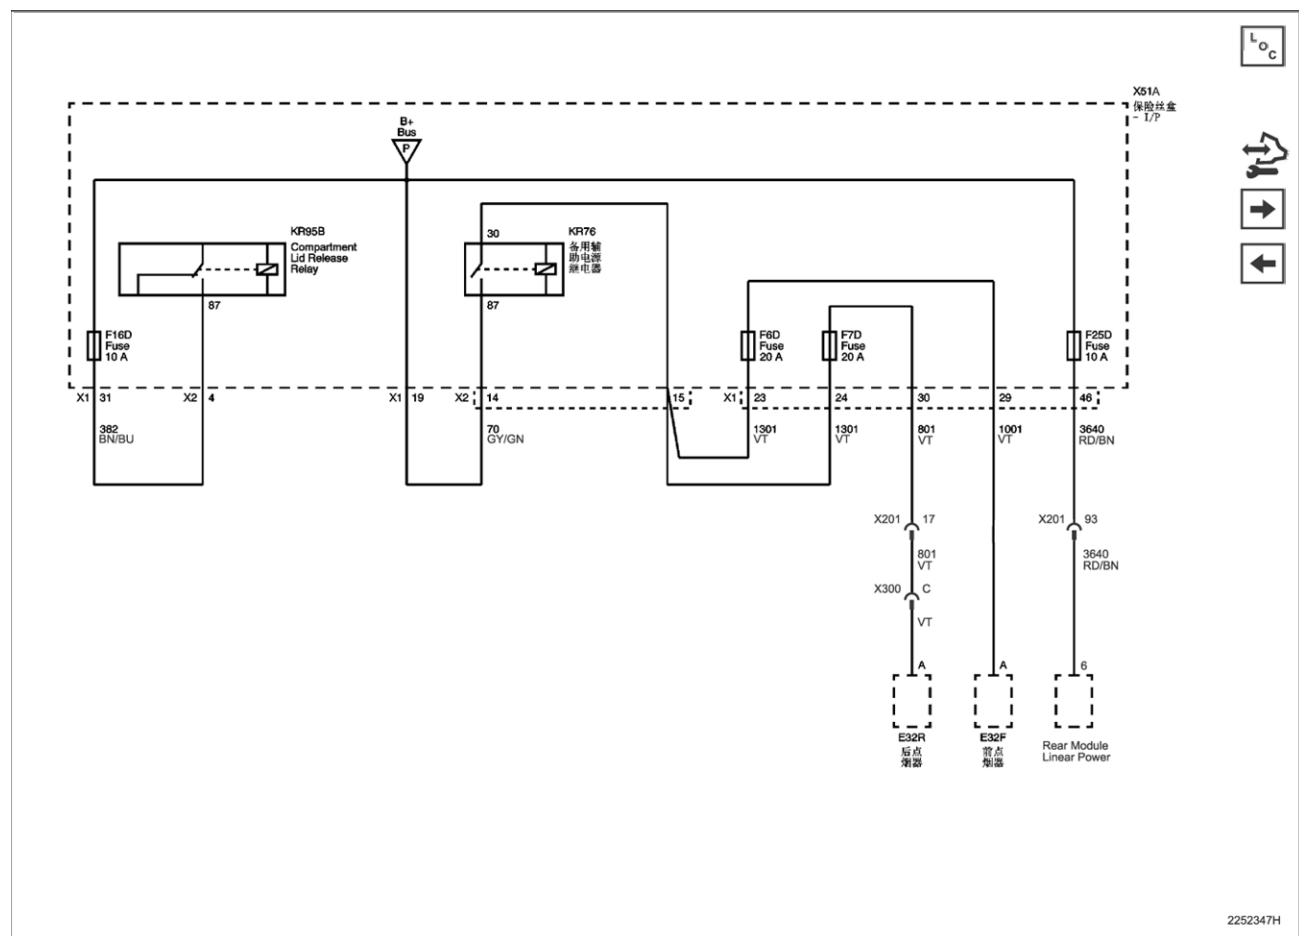 L
O
C
X51A
保险丝盒
- I/P
B+
Bus
P
KR95B
Compartment
Lid Release
Relay
87
30
KR76
备用辅
助电源
继电器
87
F16D
Fuse
10 A
F6D
Fuse
20 A
F7D
Fuse
20 A
F25D
Fuse
10 A
X1 31
X2 4
X1 19
X2 14
15
X1 23
24
30
29
46
382
BN/BU
70
GY/GN
1301
VT
1301
VT
801
VT
1001
VT
3640
RD/BN
X201 17
X201 93
801
VT
3640
RD/BN
X300 C
VT
A
A
6
E32R
后点
烟器
E32F
前点
烟器
Rear Module
Linear Power
2252347H